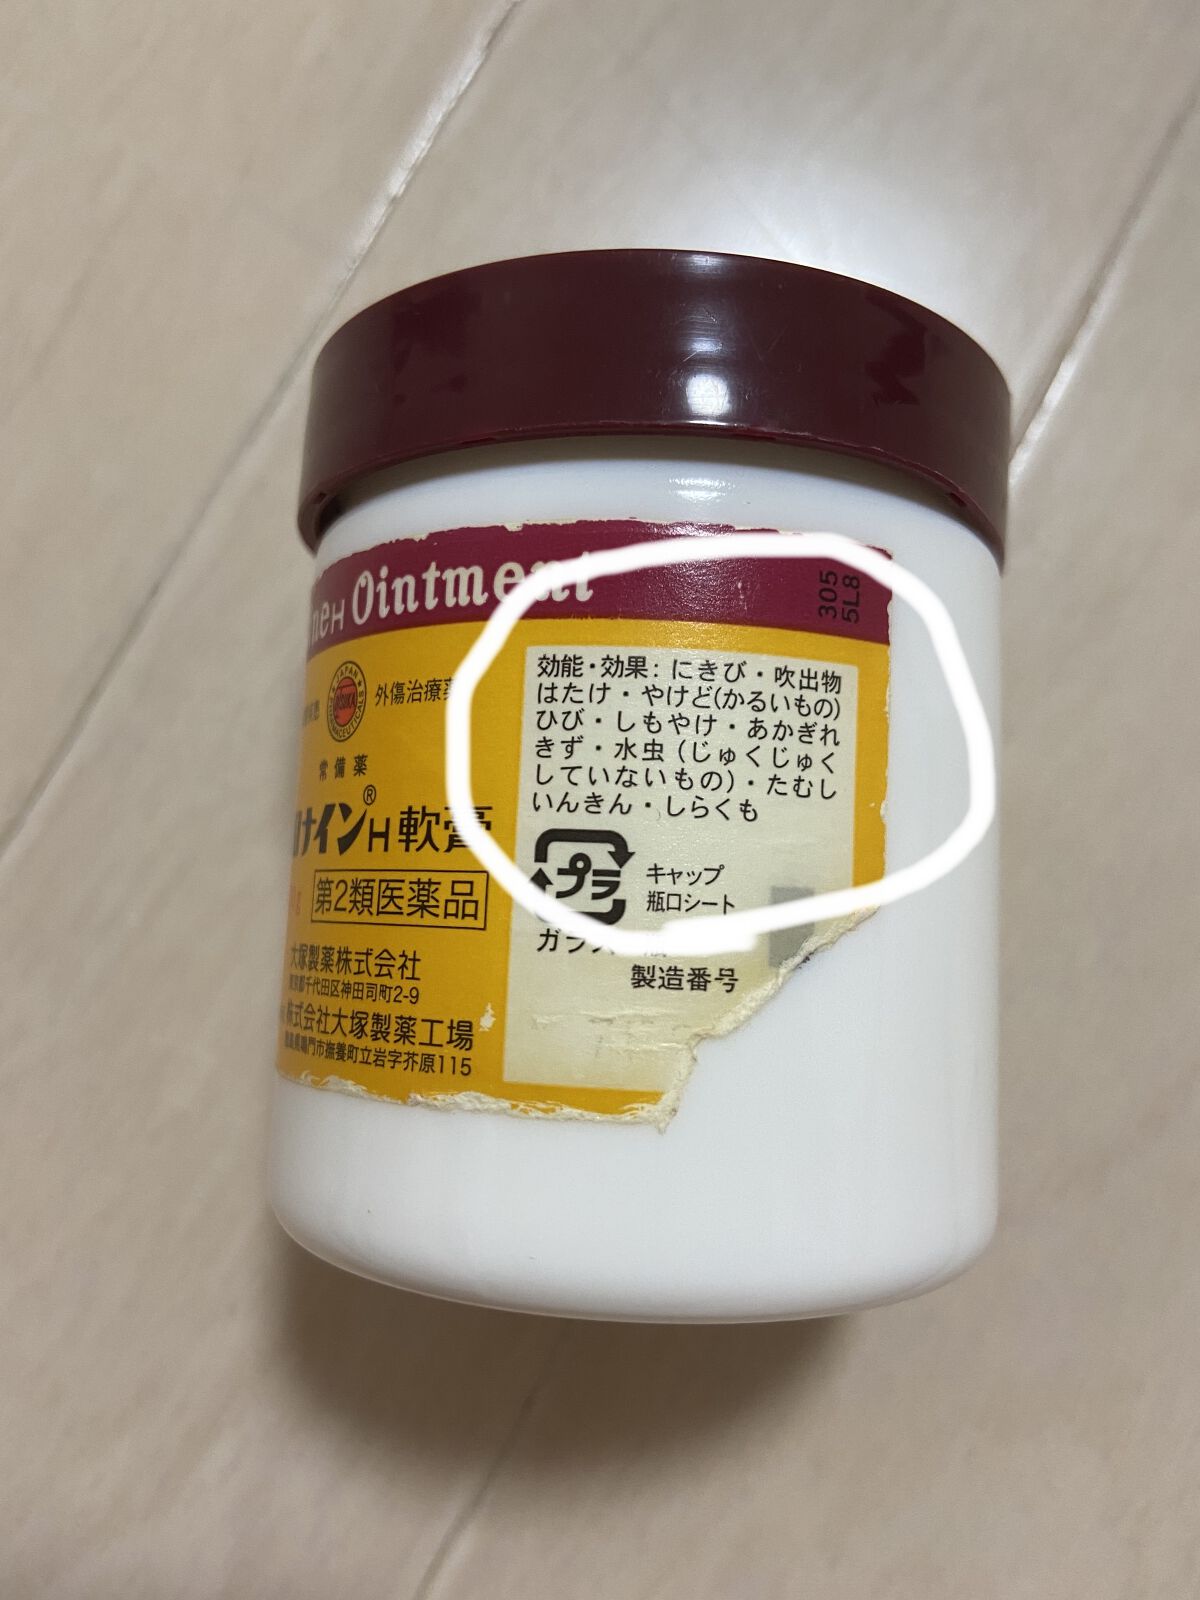 neH Ointment
305
5L8
外傷治療薬
JAPAN
常備薬
ロナイン®H軟膏
第2類医薬品
大塚製薬株式会社
東京都千代田区神田司町2-9
株式会社大塚製薬工場
徳島県鳴門市撫養町立岩字芥原115
効能・効果：にきび・吹出物
はたけ・やけど(かるいもの)
ひび・しもやけ・あかぎれ
きず・水虫（じゅくじゅく
していないもの）・たむし
いんきん・しらくも
プラ
キャップ
瓶口シート
製造番号